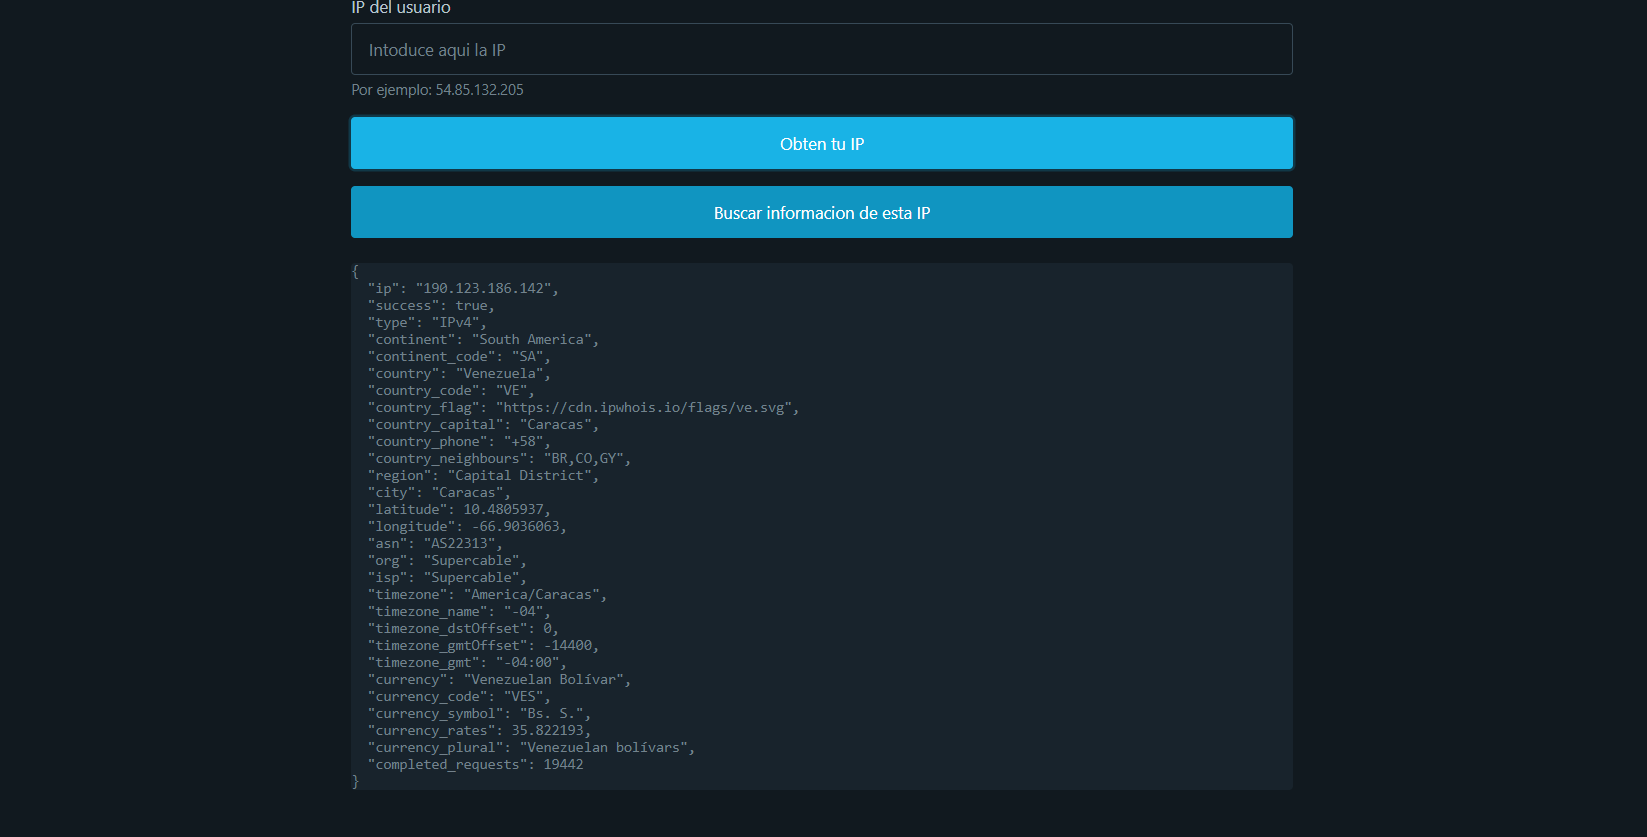 IP del usuario
Intoduce aqui la IP
Por ejemplo: 54.85.132.205
Obten tu IP
Buscar informacion de esta IP
{
  "ip": "190.123.186.142",
  "success": true,
  "type": "IPv4",
  "continent": "South America",
  "continent_code": "SA",
  "country": "Venezuela",
  "country_code": "VE",
  "country_flag": "https://cdn.ipwhois.io/flags/ve.svg",
  "country_capital": "Caracas",
  "country_phone": "+58",
  "country_neighbours": "BR,CO,GY",
  "region": "Capital District",
  "city": "Caracas",
  "latitude": 10.4805937,
  "longitude": -66.9036063,
  "asn": "AS22313",
  "org": "Supercable",
  "isp": "Supercable",
  "timezone": "America/Caracas",
  "timezone_name": "-04",
  "timezone_dstOffset": 0,
  "timezone_gmtOffset": -14400,
  "timezone_gmt": "-04:00",
  "currency": "Venezuelan Bolívar",
  "currency_code": "VES",
  "currency_symbol": "Bs. S.",
  "currency_rates": 35.822193,
  "currency_plural": "Venezuelan bolívars",
  "completed_requests": 19442
}